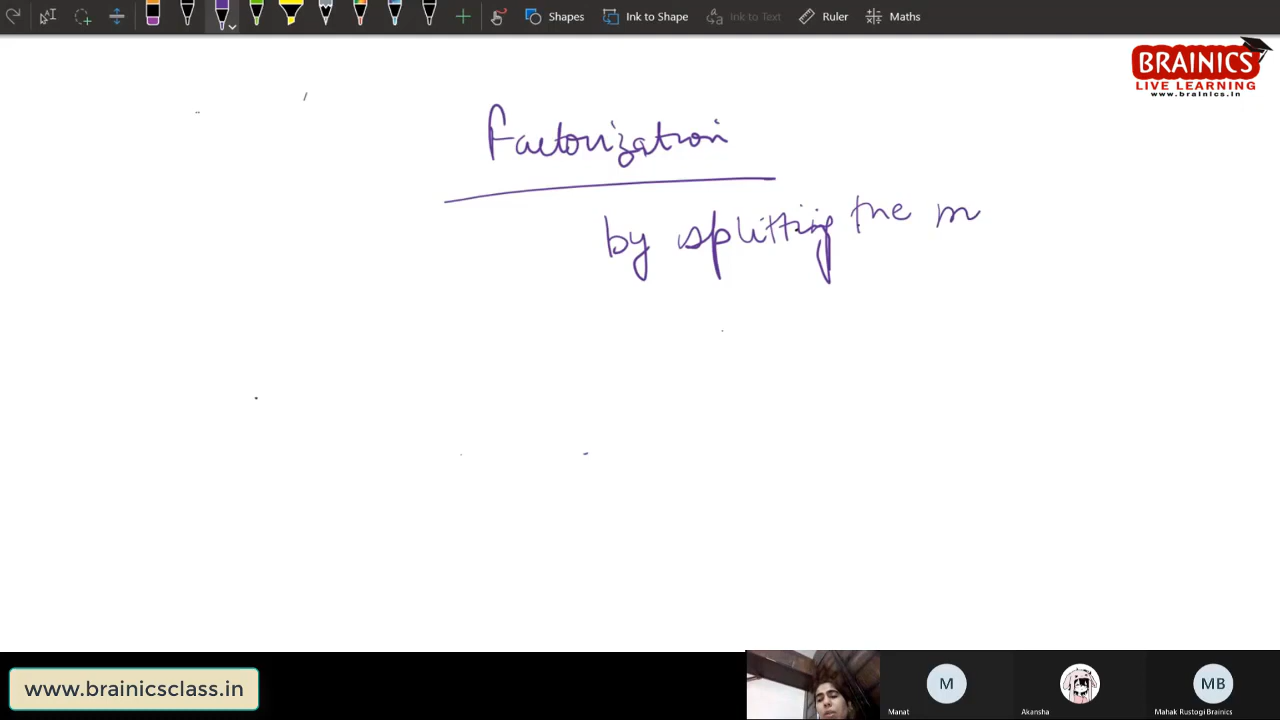 Shapes Ink to Shape Ink to Text Ruler Maths
BRAINICS
LIVE LEARNING
www.brainics.in
Factorization
by splitting the m
www.brainicsclass.in
M MB
Manat Akansha Mahak Rustogi Brainics